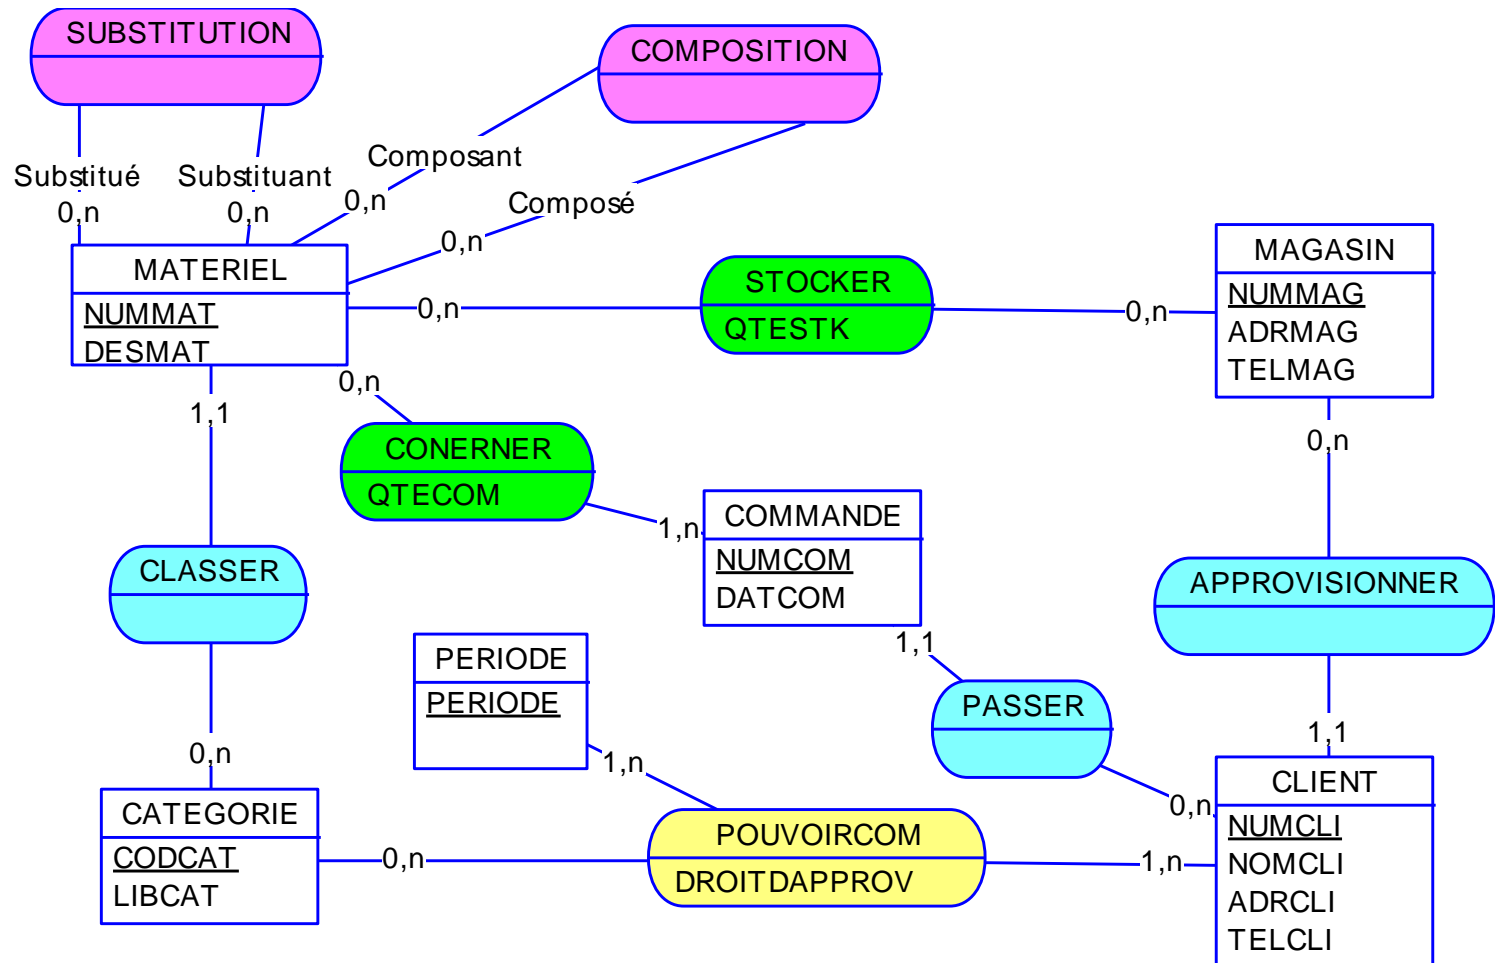 SUBSTITUTION
COMPOSITION
Substitué
Substituant
Composant
Composé
0,n
0,n
0,n
0,n
MATERIEL
NUMMAT
DESMAT
0,n
STOCKER
QTESTK
0,n
MAGASIN
NUMMAG
ADRMAG
TELMAG
1,1
0,n
CONERNER
QTECOM
1,n
COMMANDE
NUMCOM
DATCOM
0,n
CLASSER
APPROVISIONNER
PERIODE
PERIODE
1,1
PASSER
1,1
0,n
1,n
0,n
CATEGORIE
CODCAT
LIBCAT
0,n
POUVOIRCOM
DROITDAPPROV
1,n
CLIENT
NUMCLI
NOMCLI
ADRCLI
TELCLI